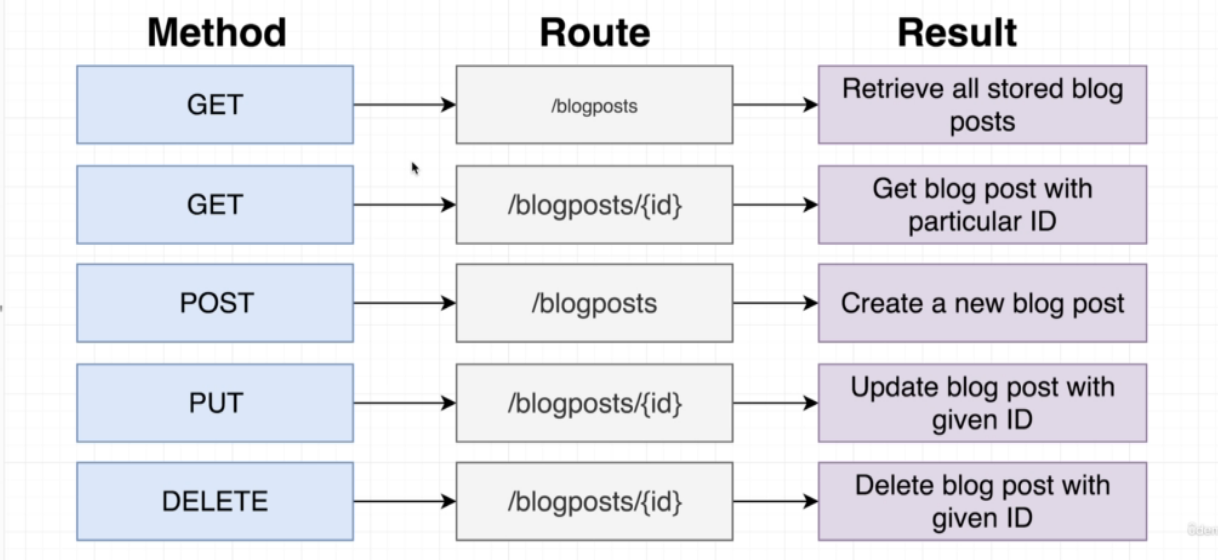 Method Route Result
GET /blogposts Retrieve all stored blog
posts
GET /blogposts/{id} Get blog post with
particular ID
POST /blogposts Create a new blog post
PUT /blogposts/{id} Update blog post with
given ID
DELETE /blogposts/{id} Delete blog post with
given ID